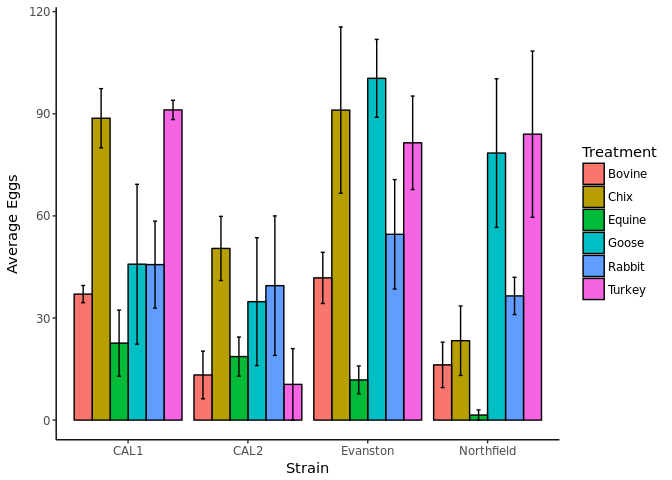 120
90
60
30
0
Average Eggs
CAL1 CAL2 Evanston Northfield
Strain
Treatment
Bovine
Chix
Equine
Goose
Rabbit
Turkey